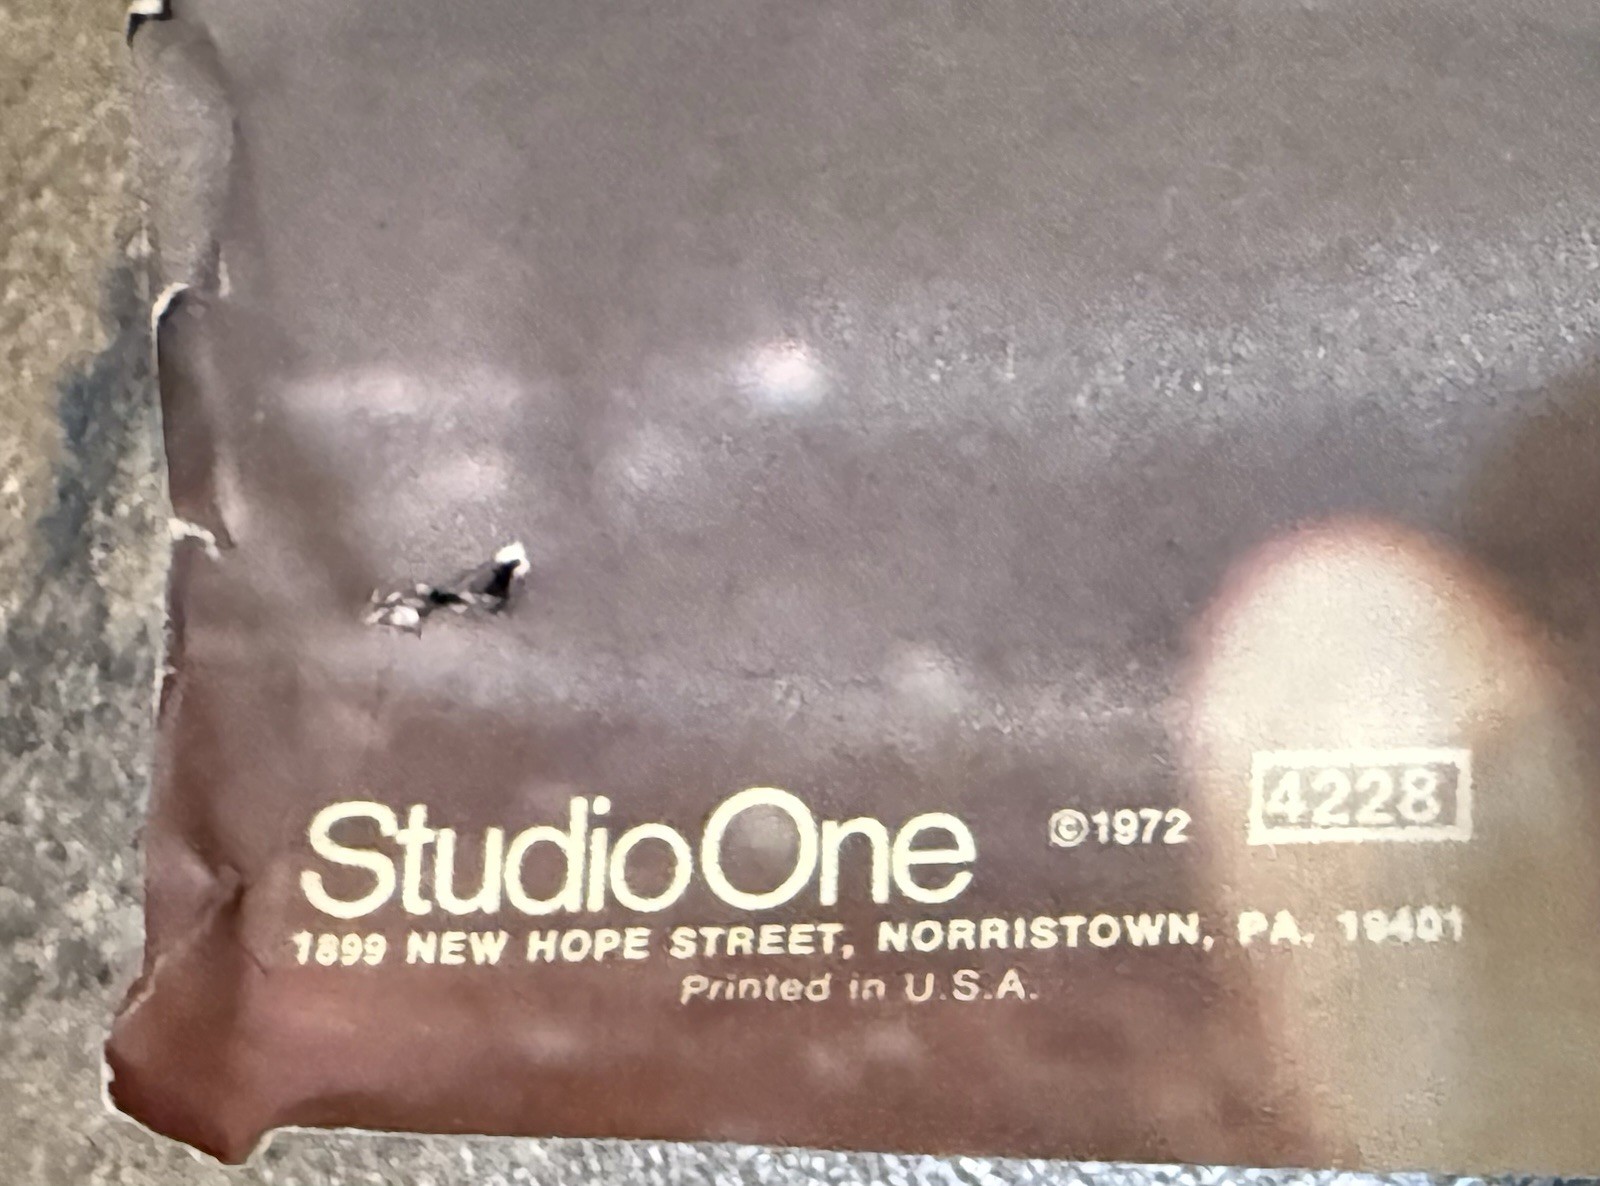 StudioOne ©1972 4228
1899 NEW HOPE STREET, NORRISTOWN, PA. 19401
Printed in U.S.A.